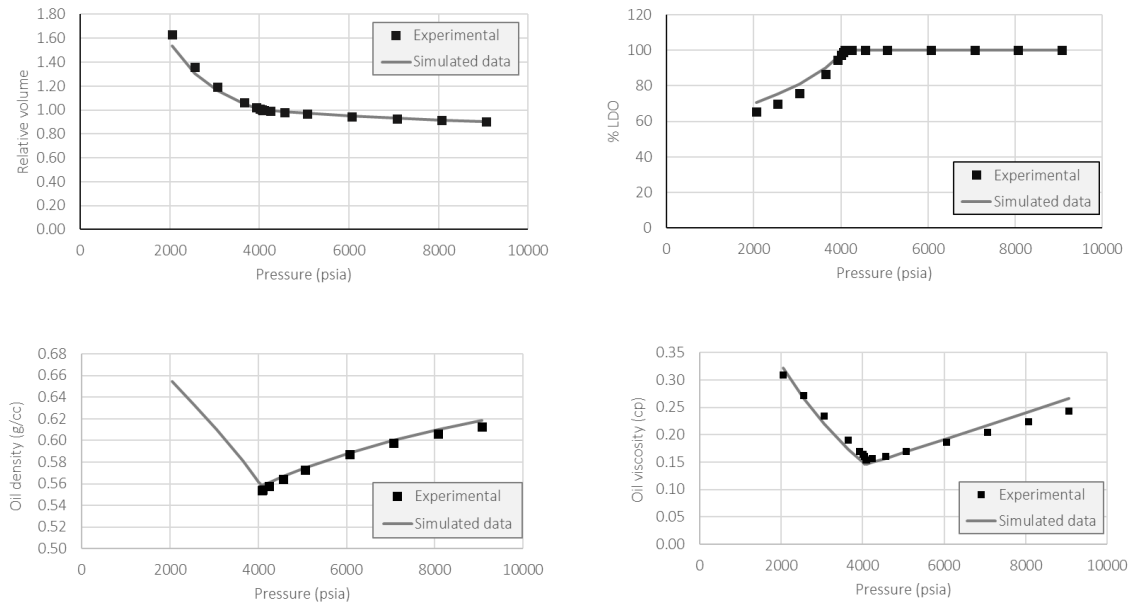 1.80
1.60
1.40
1.20
1.00
0.80
0.60
0.40
0.20
0.00
Relative volume
Experimental
Simulated data
0 2000 4000 6000 8000 10000
Pressure (psia)
120
100
80
60
40
20
0
% LDO
Experimental
Simulated data
0 2000 4000 6000 8000 10000
Pressure (psia)
0.68
0.66
0.64
0.62
0.60
0.58
0.56
0.54
0.52
0.50
Oil density (g/cc)
Experimental
Simulated data
0 2000 4000 6000 8000 10000
Pressure (psia)
0.35
0.30
0.25
0.20
0.15
0.10
0.05
0.00
Oil viscosity (cp)
Experimental
Simulated data
0 2000 4000 6000 8000 10000
Pressure (psia)